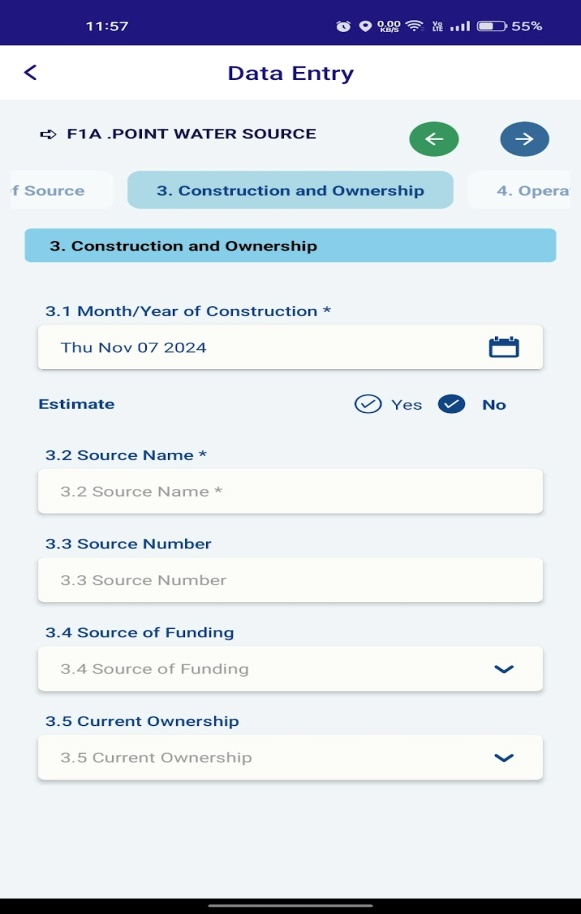 11:57 0.00 KB/S Vo LTE 55%
Data Entry
F1A .POINT WATER SOURCE
f Source 3. Construction and Ownership 4. Opera
3. Construction and Ownership
3.1 Month/Year of Construction *
Thu Nov 07 2024
Estimate Yes No
3.2 Source Name *
3.2 Source Name *
3.3 Source Number
3.3 Source Number
3.4 Source of Funding
3.4 Source of Funding
3.5 Current Ownership
3.5 Current Ownership